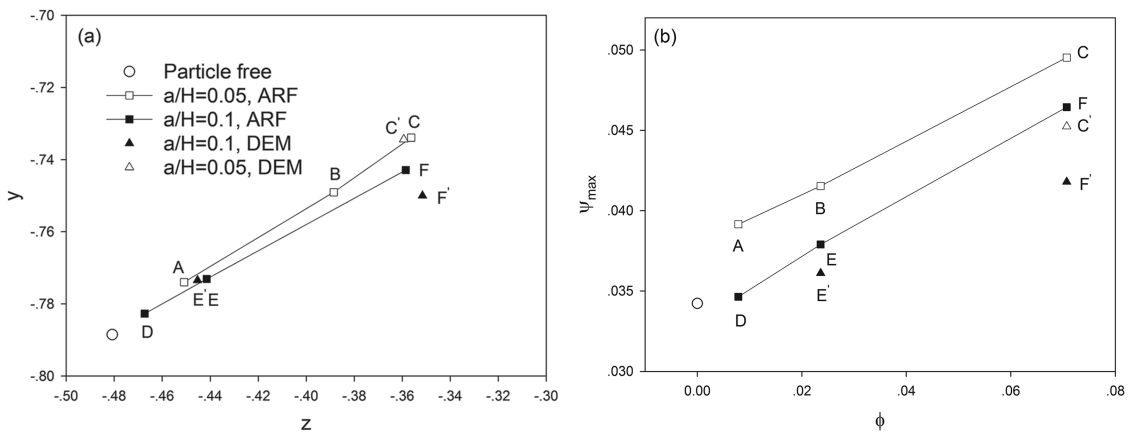 (a)
Particle free
a/H=0.05, ARF
a/H=0.1, ARF
a/H=0.1, DEM
a/H=0.05, DEM
-.70
-.72
-.74
-.76
-.78
-.80
y
A
B
C' C
D
E' E
F
F'
-.50 -.48 -.46 -.44 -.42 -.40 -.38 -.36 -.34 -.32 -.30
z
(b)
.050
.045
.040
.035
.030
ψmax
A
B
C
D
E
E'
F
C'
F'
0.00 .02 .04 .06 .08
ϕ